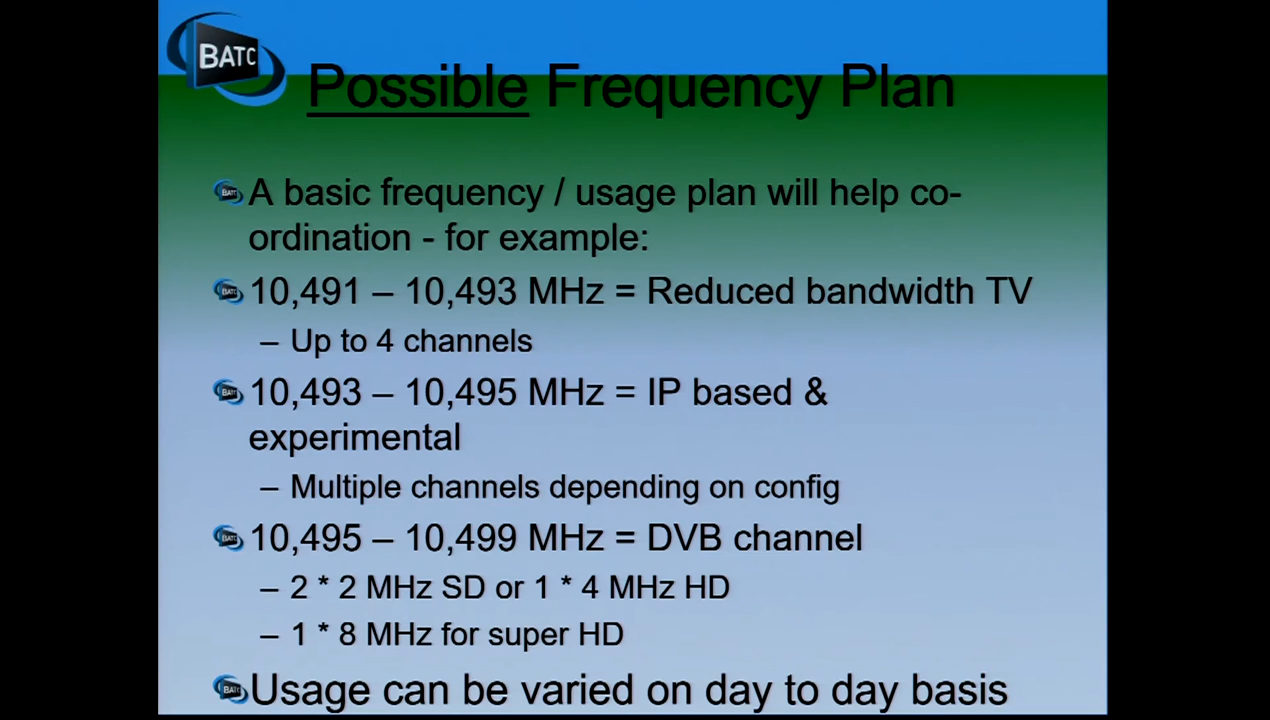 BATC
Possible Frequency Plan
A basic frequency / usage plan will help co-
ordination - for example:
10,491 – 10,493 MHz = Reduced bandwidth TV
– Up to 4 channels
10,493 – 10,495 MHz = IP based &
experimental
– Multiple channels depending on config
10,495 – 10,499 MHz = DVB channel
– 2 * 2 MHz SD or 1 * 4 MHz HD
– 1 * 8 MHz for super HD
Usage can be varied on day to day basis